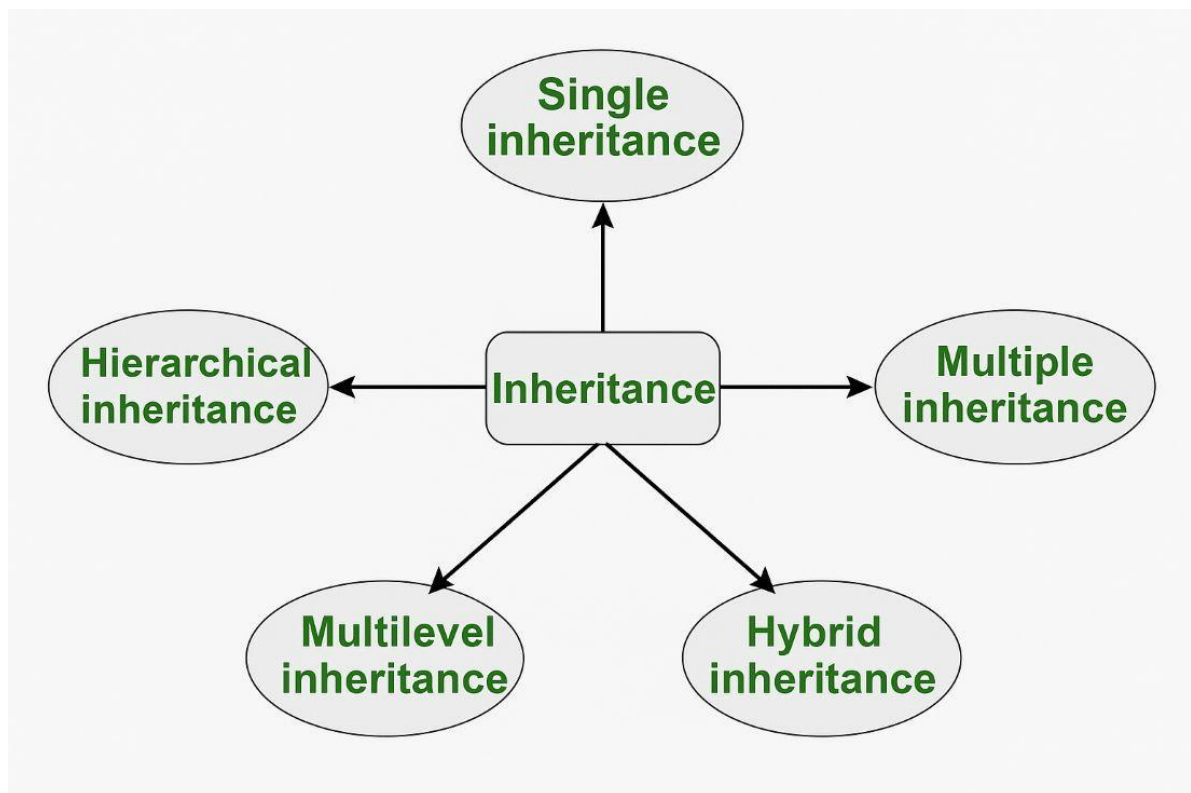 Single
inheritance
Hierarchical
inheritance
Inheritance
Multiple
inheritance
Multilevel
inheritance
Hybrid
inheritance